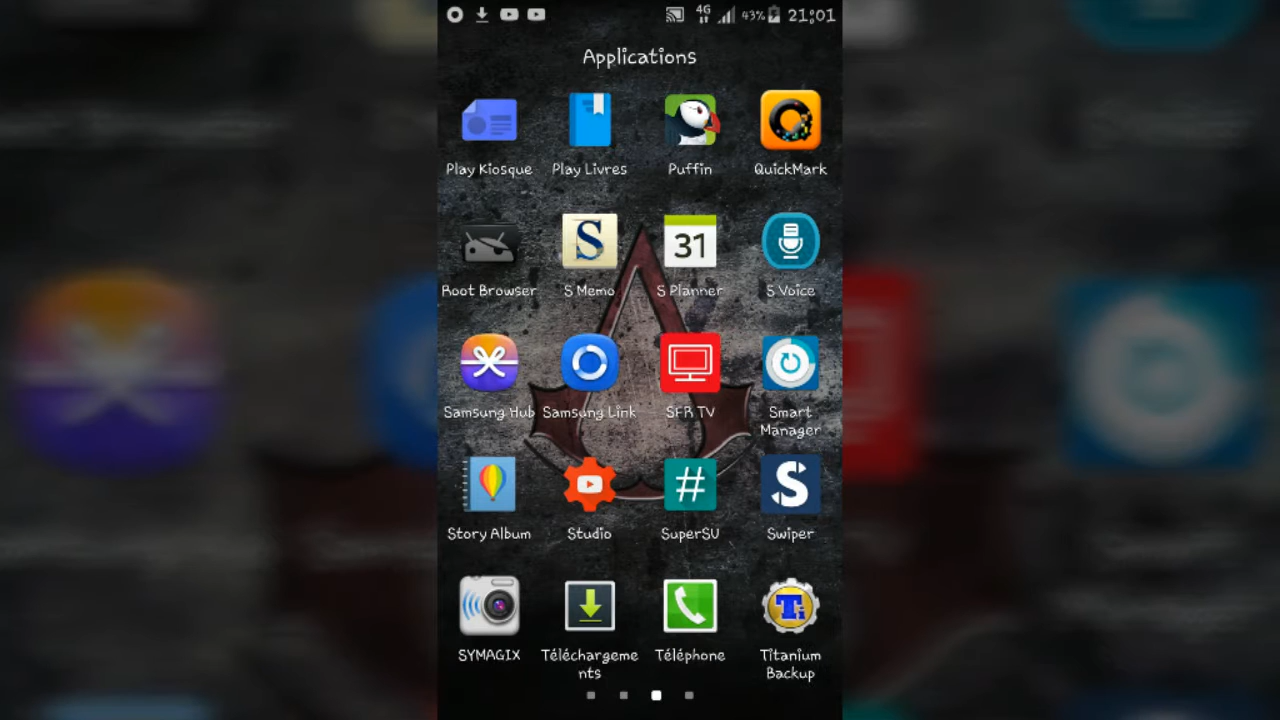 4G 43% 21:01
Applications
Play Kiosque Play Livres Puffin QuickMark
31
Root Browser S Memo S Planner S Voice
Samsung Hub Samsung Link SFR TV Smart
Manager
#
Story Album Studio SuperSU Swiper
SYMAGIX Téléchargeme Téléphone Titanium
nts Backup